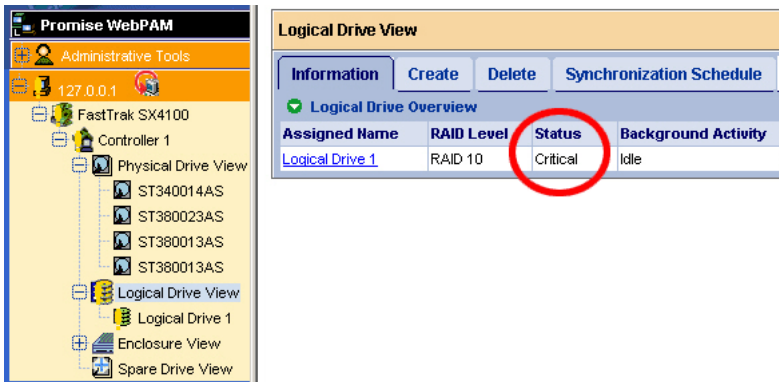 Promise WebPAM
Administrative Tools
127.0.0.1
FastTrak SX4100
Controller 1
Physical Drive View
ST340014AS
ST380023AS
ST380013AS
ST380013AS
Logical Drive View
Logical Drive 1
Enclosure View
Spare Drive View
Logical Drive View
Information Create Delete Synchronization Schedule
Logical Drive Overview
Assigned Name RAID Level Status Background Activity
Logical Drive 1 RAID 10 Critical Idle